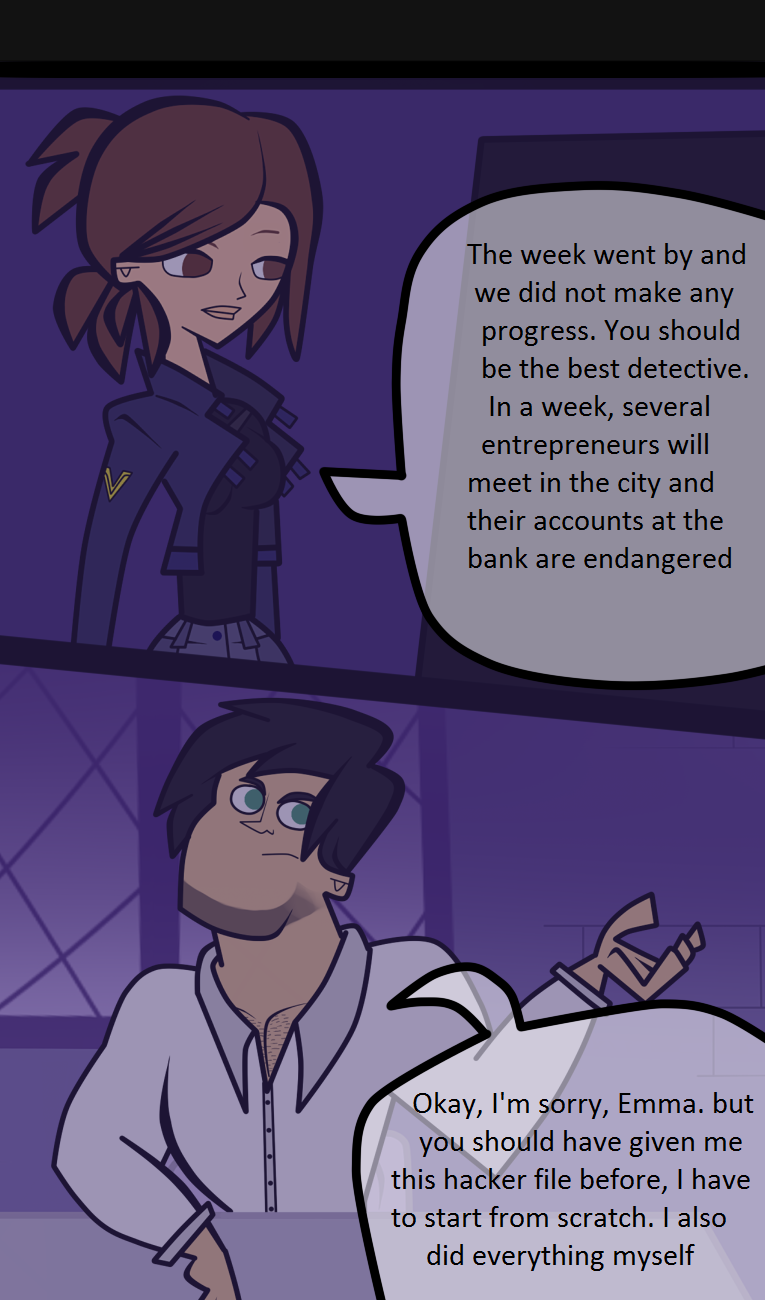 The week went by and
we did not make any
progress. You should
be the best detective.
In a week, several
entrepreneurs will
meet in the city and
their accounts at the
bank are endangered
Okay, I'm sorry, Emma. but
you should have given me
this hacker file before, I have
to start from scratch. I also
did everything myself